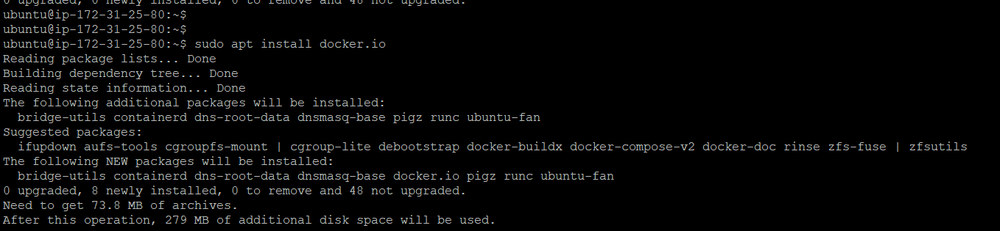 0 upgraded, 0 newly installed, 0 to remove and 48 not upgraded.
ubuntu@ip-172-31-25-80:~$
ubuntu@ip-172-31-25-80:~$
ubuntu@ip-172-31-25-80:~$ sudo apt install docker.io
Reading package lists... Done
Building dependency tree... Done
Reading state information... Done
The following additional packages will be installed:
  bridge-utils containerd dns-root-data dnsmasq-base pigz runc ubuntu-fan
Suggested packages:
  ifupdown aufs-tools cgroupfs-mount | cgroup-lite debootstrap docker-buildx docker-compose-v2 docker-doc rinse zfs-fuse | zfsutils
The following NEW packages will be installed:
  bridge-utils containerd dns-root-data dnsmasq-base docker.io pigz runc ubuntu-fan
0 upgraded, 8 newly installed, 0 to remove and 48 not upgraded.
Need to get 73.8 MB of archives.
After this operation, 279 MB of additional disk space will be used.